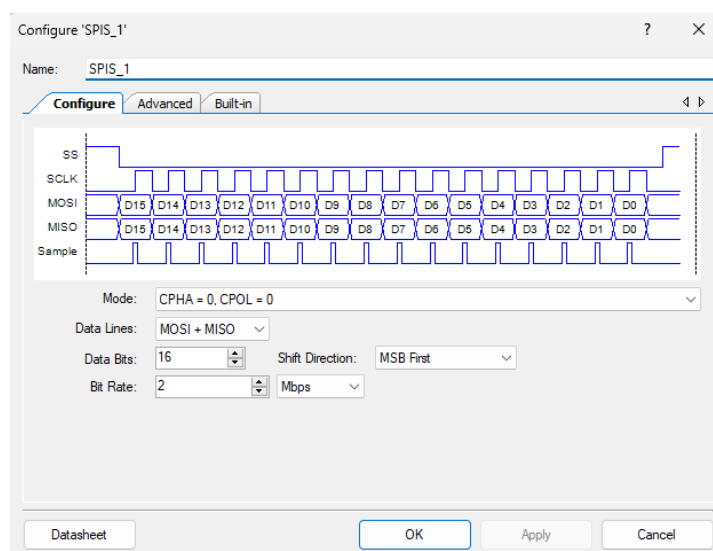 Configure 'SPIS_1' ? X
Name: SPIS_1
Configure Advanced Built-in
SS
SCLK
MOSI D15 D14 D13 D12 D11 D10 D9 D8 D7 D6 D5 D4 D3 D2 D1 D0
MISO D15 D14 D13 D12 D11 D10 D9 D8 D7 D6 D5 D4 D3 D2 D1 D0
Sample
Mode: CPHA = 0, CPOL = 0
Data Lines: MOSI + MISO
Data Bits: 16 Shift Direction: MSB First
Bit Rate: 2 Mbps
Datasheet OK Apply Cancel